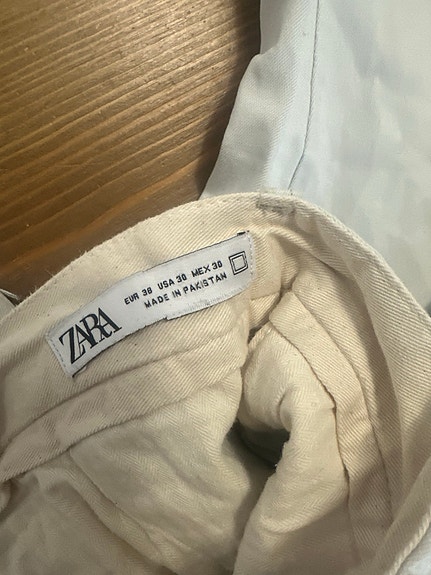 ZARA
EUR 38 USA 30 MEX 30
MADE IN PAKISTAN